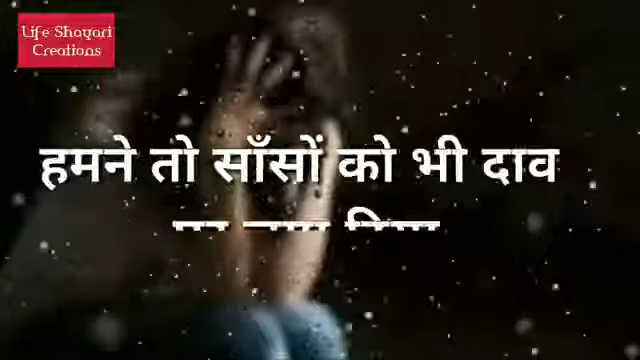 Life Shayari
Creations
हमने तो साँसों को भी दाव